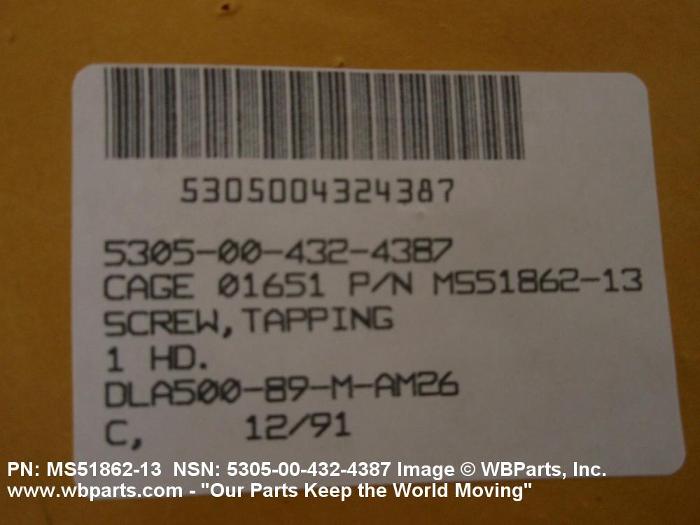 5305004324387
5305-00-432-4387
CAGE 01651 P/N MS51862-13
SCREW,TAPPING
1 HD.
DLA500-89-M-AM26
C, 12/91
PN: MS51862-13 NSN: 5305-00-432-4387 Image © WBParts, Inc.
www.wbparts.com - "Our Parts Keep the World Moving"